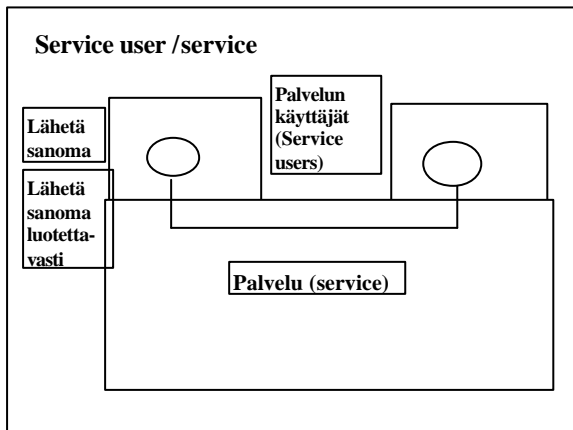 Service user /service
Lähetä
sanoma
Palvelun
käyttäjät
(Service
users)
Lähetä
sanoma
luotetta-
vasti
Palvelu (service)